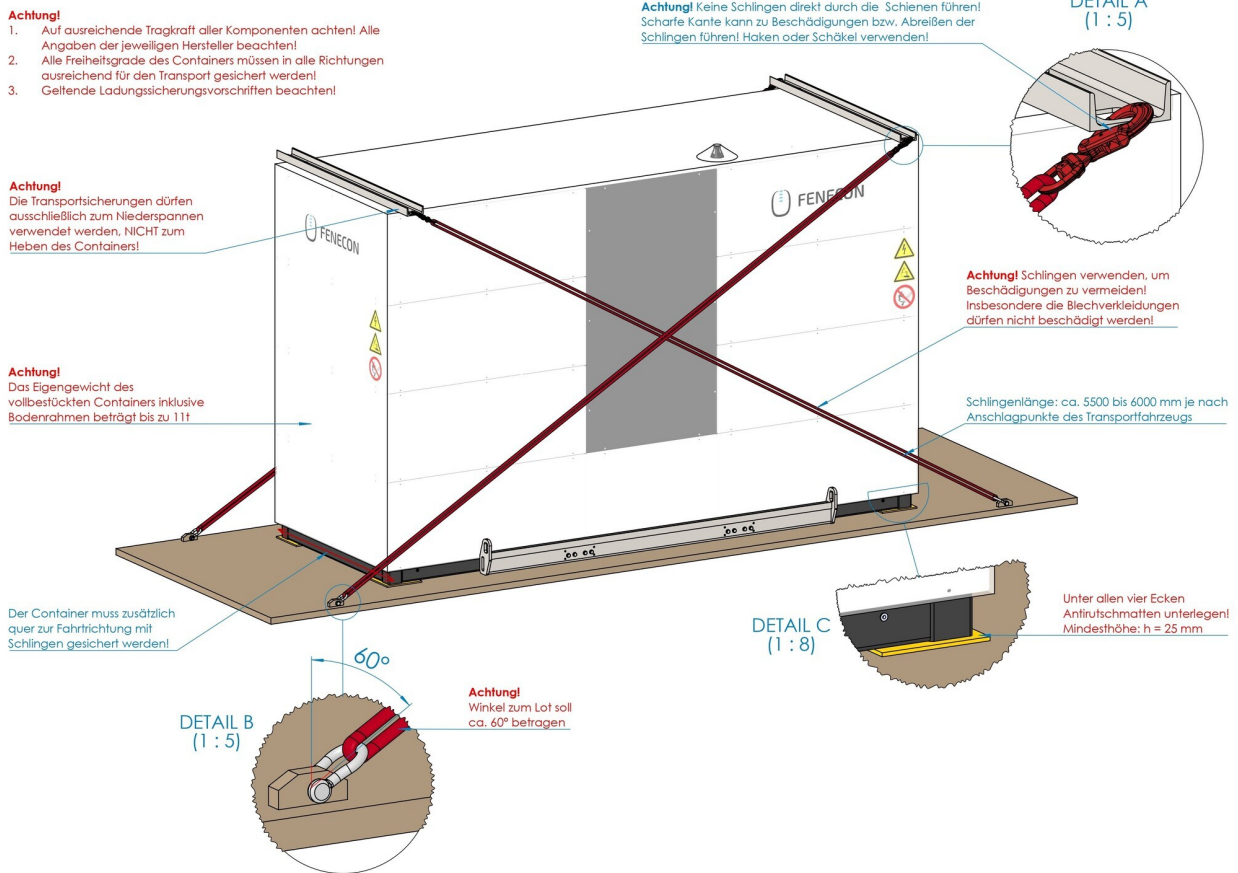 Achtung!
1. Auf ausreichende Tragkraft aller Komponenten achten! Alle
Angaben der jeweiligen Hersteller beachten!
2. Alle Freiheitsgrade des Containers müssen in alle Richtungen
ausreichend für den Transport gesichert werden!
3. Geltende Ladungssicherungsvorschriften beachten!
Achtung! Keine Schlingen direkt durch die Schienen führen!
Scharfe Kante kann zu Beschädigungen bzw. Abreißen der
Schlingen führen! Haken oder Schäkel verwenden!
DETAIL A
(1 : 5)
Achtung!
Die Transportsicherungen dürfen
ausschließlich zum Niederspannen
verwendet werden, NICHT zum
Heben des Containers!
FENECON
FENECON
Achtung! Schlingen verwenden, um
Beschädigungen zu vermeiden!
Insbesondere die Blechverkleidungen
dürfen nicht beschädigt werden!
Achtung!
Das Eigengewicht des
vollbestückten Containers inklusive
Bodenrahmen beträgt bis zu 11t
Schlingenlänge: ca. 5500 bis 6000 mm je nach
Anschlagpunkte des Transportfahrzeugs
Der Container muss zusätzlich
quer zur Fahrtrichtung mit
Schlingen gesichert werden!
DETAIL C
(1 : 8)
Unter allen vier Ecken
Antirutschmatten unterlegen!
Mindesthöhe: h = 25 mm
60°
DETAIL B
(1 : 5)
Achtung!
Winkel zum Lot soll
ca. 60° betragen